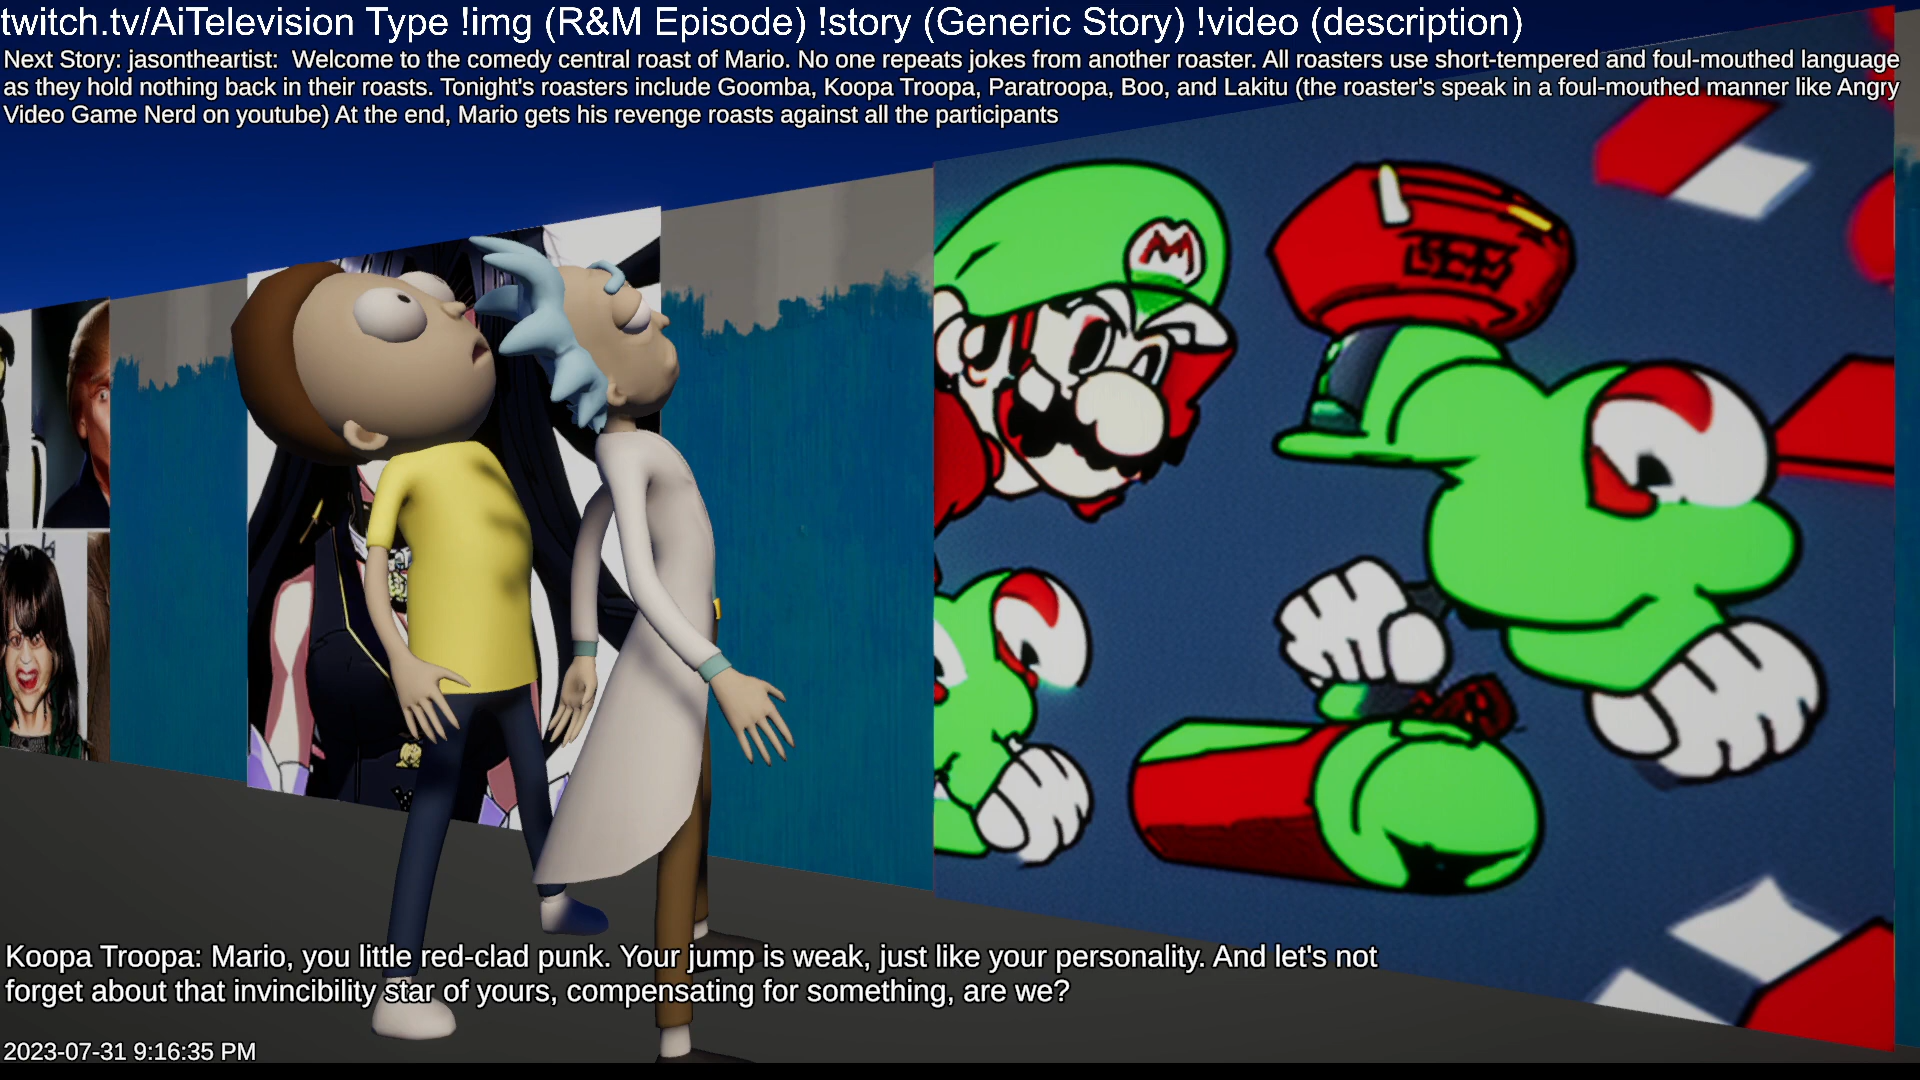 twitch.tv/AiTelevision Type !img (R&M Episode) !story (Generic Story) !video (description)
Next Story: jasontheartist:  Welcome to the comedy central roast of Mario. No one repeats jokes from another roaster. All roasters use short-tempered and foul-mouthed language
as they hold nothing back in their roasts. Tonight's roasters include Goomba, Koopa Troopa, Paratroopa, Boo, and Lakitu (the roaster's speak in a foul-mouthed manner like Angry
Video Game Nerd on youtube) At the end, Mario gets his revenge roasts against all the participants
M
Koopa Troopa: Mario, you little red-clad punk. Your jump is weak, just like your personality. And let's not
forget about that invincibility star of yours, compensating for something, are we?
2023-07-31 9:16:35 PM